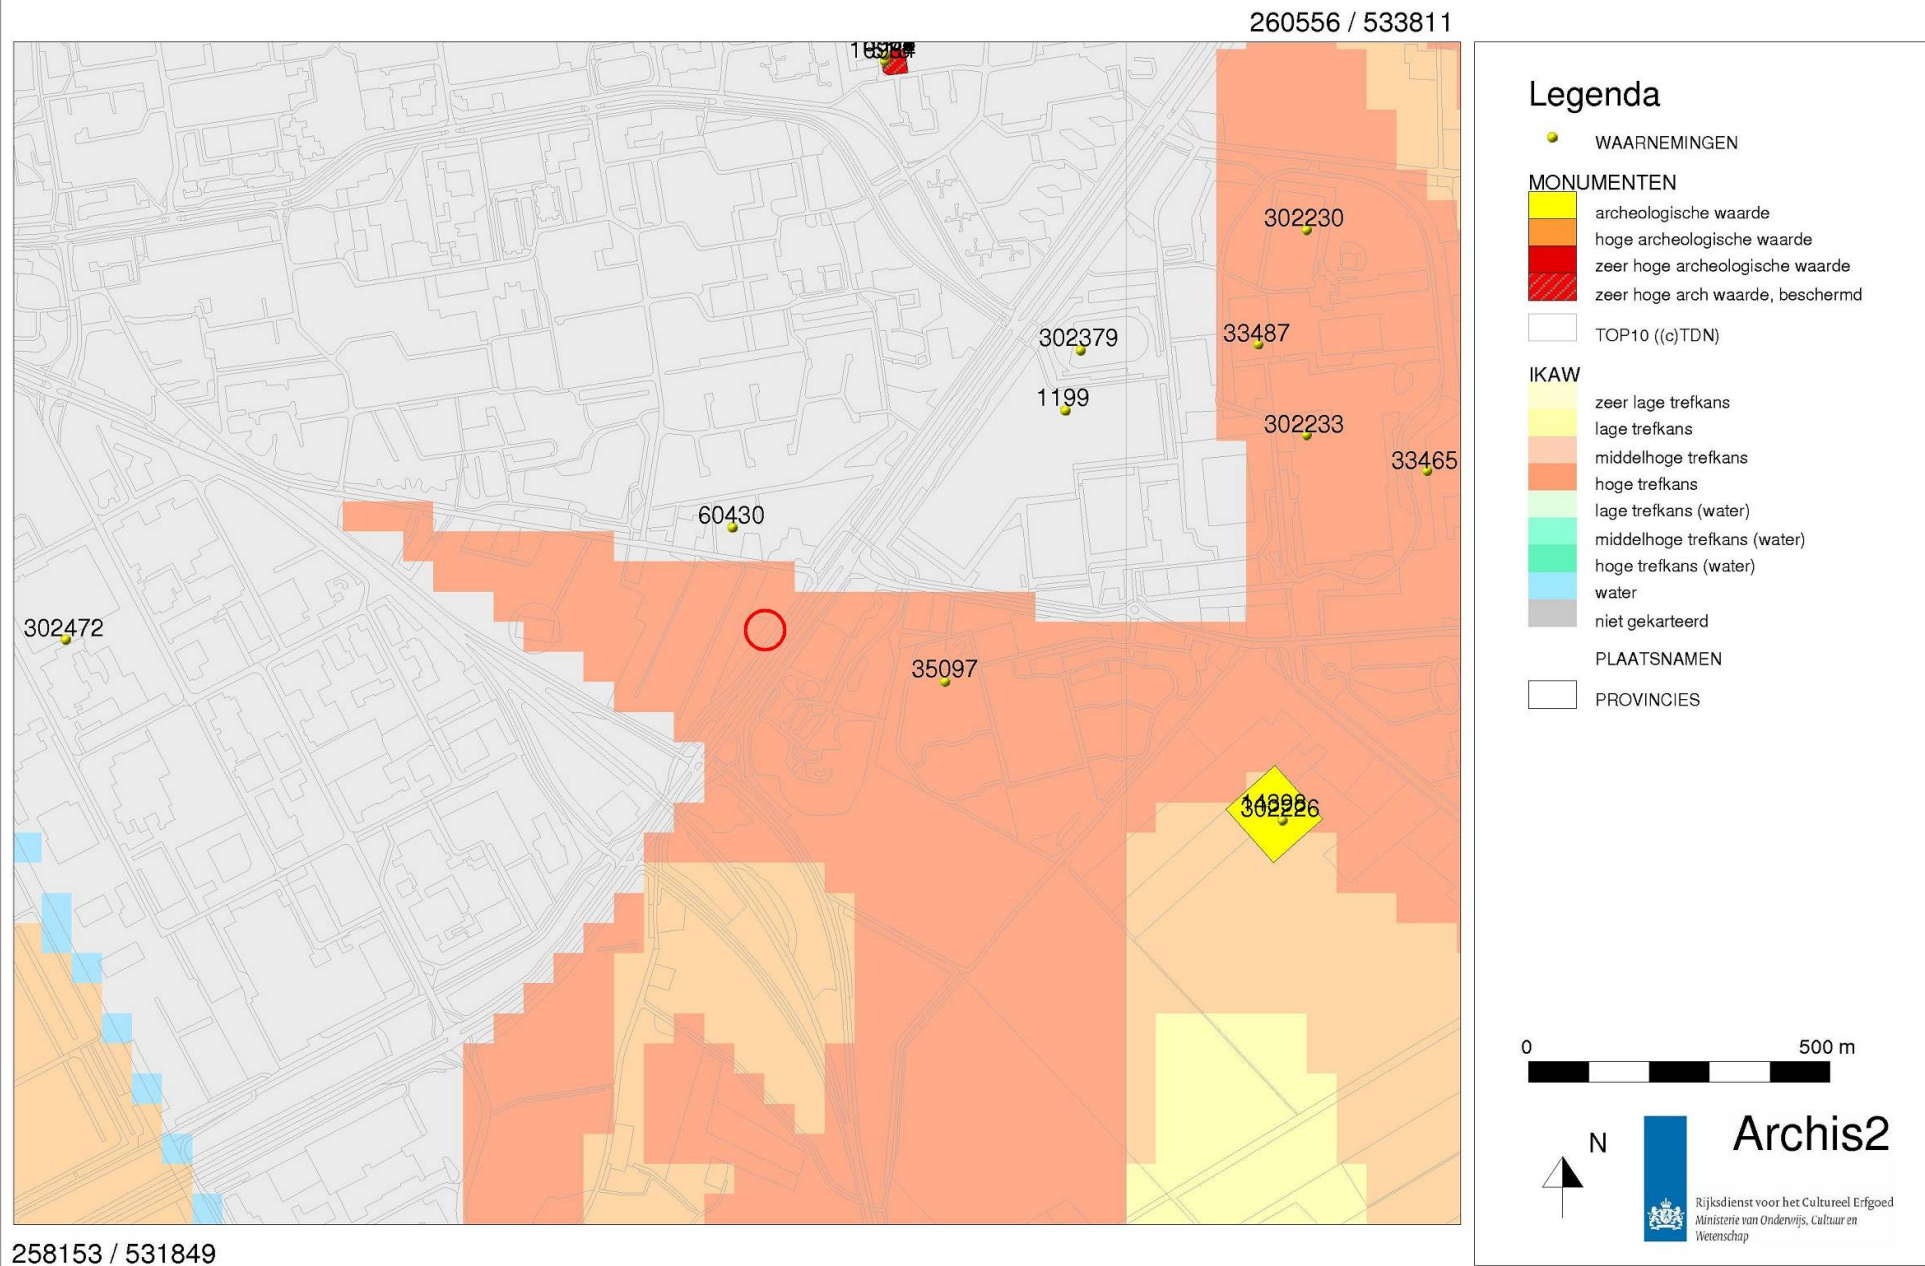 260556 / 533811
302230
302379
33487
1199
302233
33465
60430
302472
35097
302226
258153 / 531849
Legenda
WAARNEMINGEN
MONUMENTEN
archeologische waarde
hoge archeologische waarde
zeer hoge archeologische waarde
zeer hoge arch waarde, beschermd
TOP10 ((c)TDN)
IKAW
zeer lage trefkans
lage trefkans
middelhoge trefkans
hoge trefkans
lage trefkans (water)
middelhoge trefkans (water)
hoge trefkans (water)
water
niet gekarteerd
PLAATSNAMEN
PROVINCIES
0 500 m
N
Archis2
Rijksdienst voor het Cultureel Erfgoed
Ministerie van Onderwijs, Cultuur en
Wetenschap